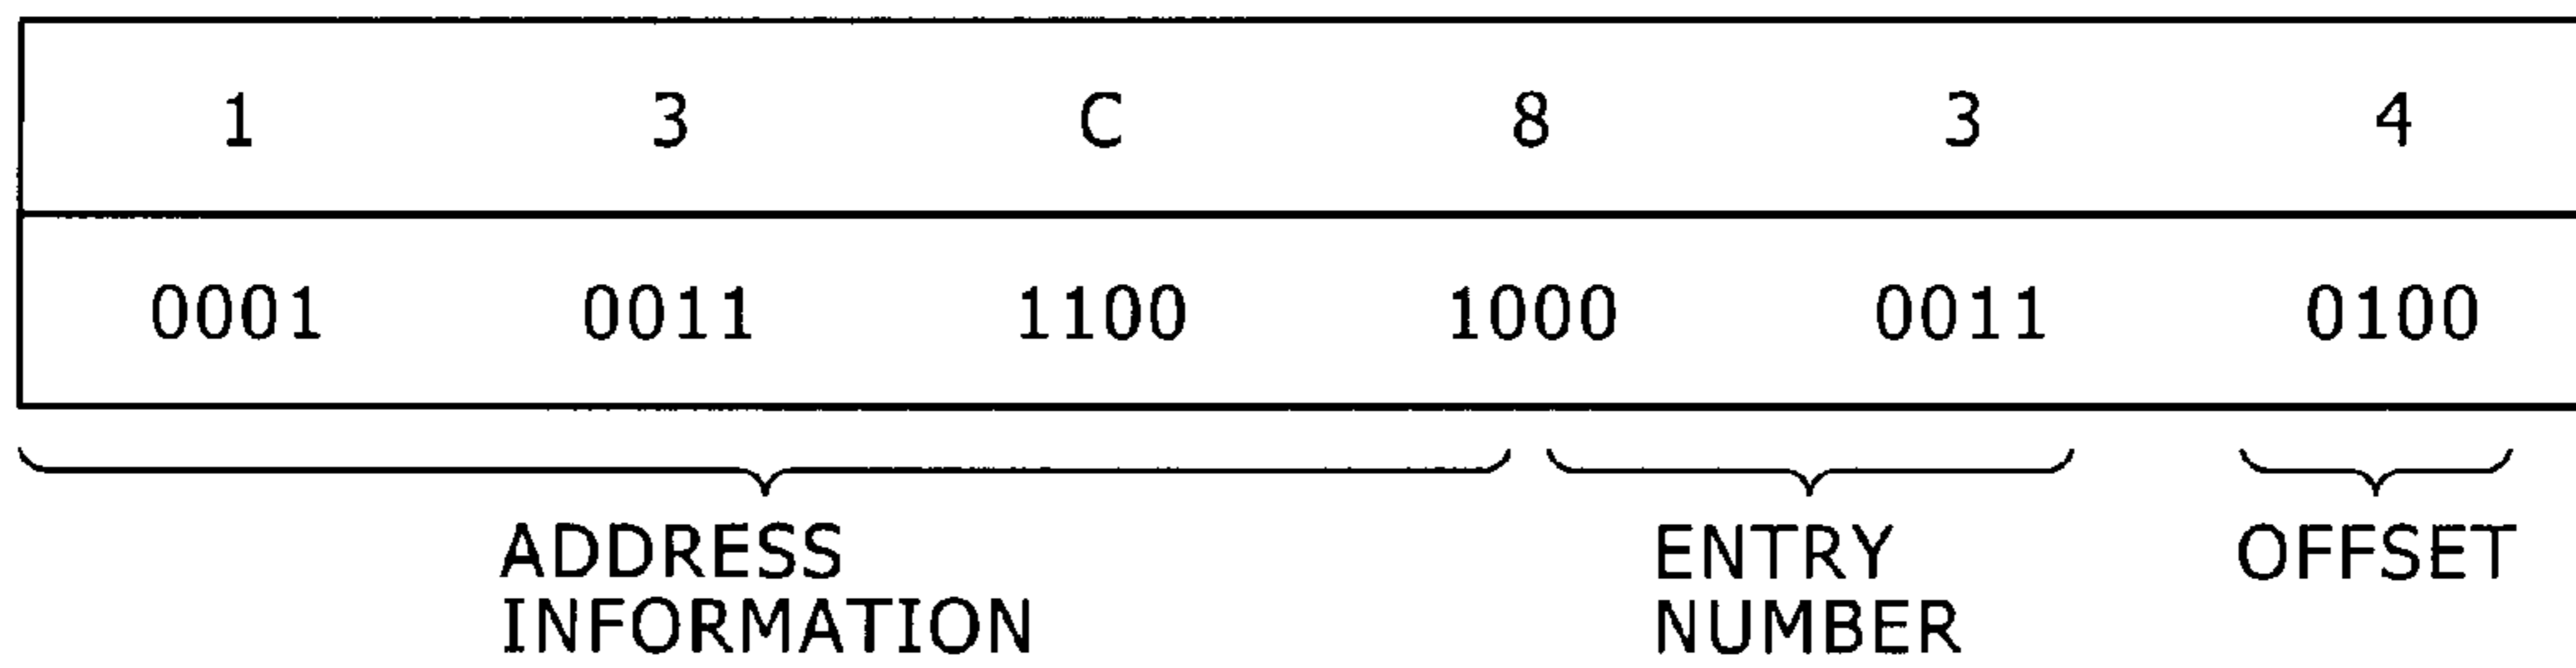 1 3 C 8 3 4
0001 0011 1100 1000 0011 0100
ADDRESS INFORMATION
ENTRY NUMBER
OFFSET